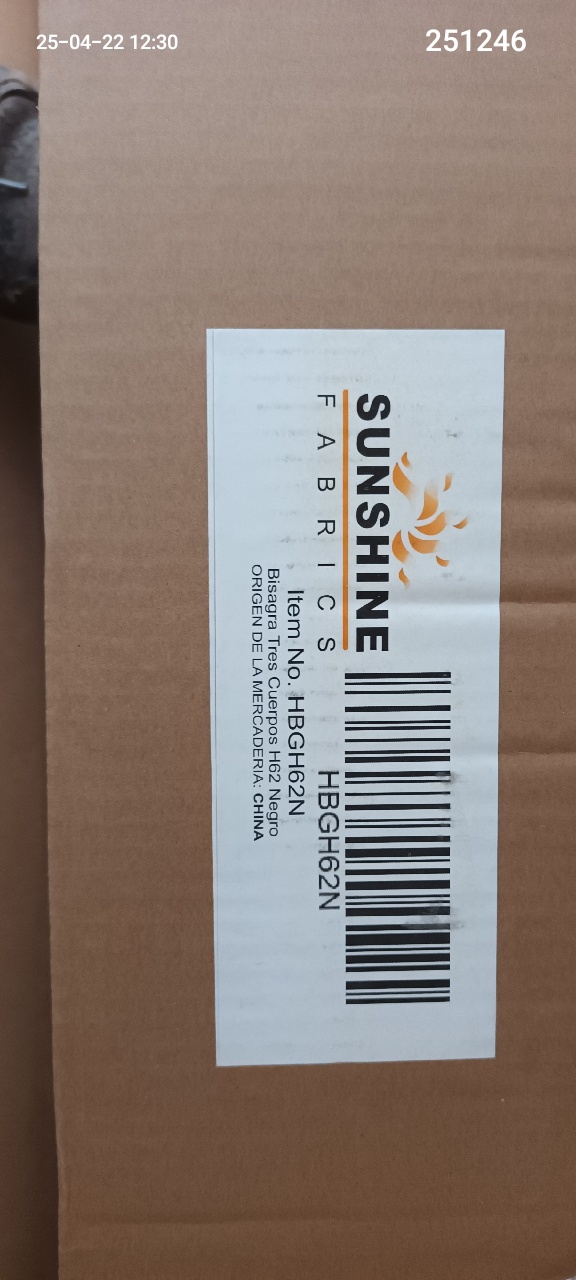 25-04-22 12:30
251246
SUNSHINE
FABRICS
HBGH62N
Item No. HBGH62N
Bisagra Tres Cuerpos H62 Negro
ORIGEN DE LA MERCADERIA: CHINA